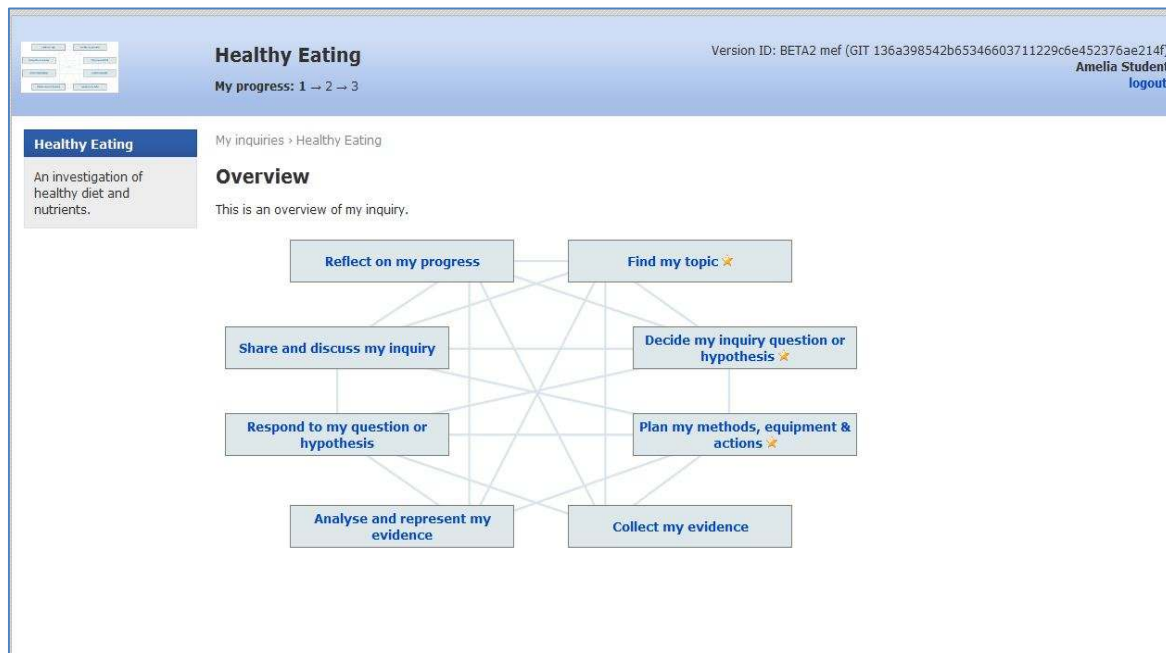 Healthy Eating
My progress: 1 → 2 → 3
Version ID: BETA2 mef (GIT 136a398542b65346603711229c6e452376ae214f)
Amelia Student
logout
Healthy Eating
An investigation of
healthy diet and
nutrients.
My inquiries › Healthy Eating
Overview
This is an overview of my inquiry.
Reflect on my progress
Find my topic
Share and discuss my inquiry
Decide my inquiry question or
hypothesis
Respond to my question or
hypothesis
Plan my methods, equipment &
actions
Analyse and represent my
evidence
Collect my evidence